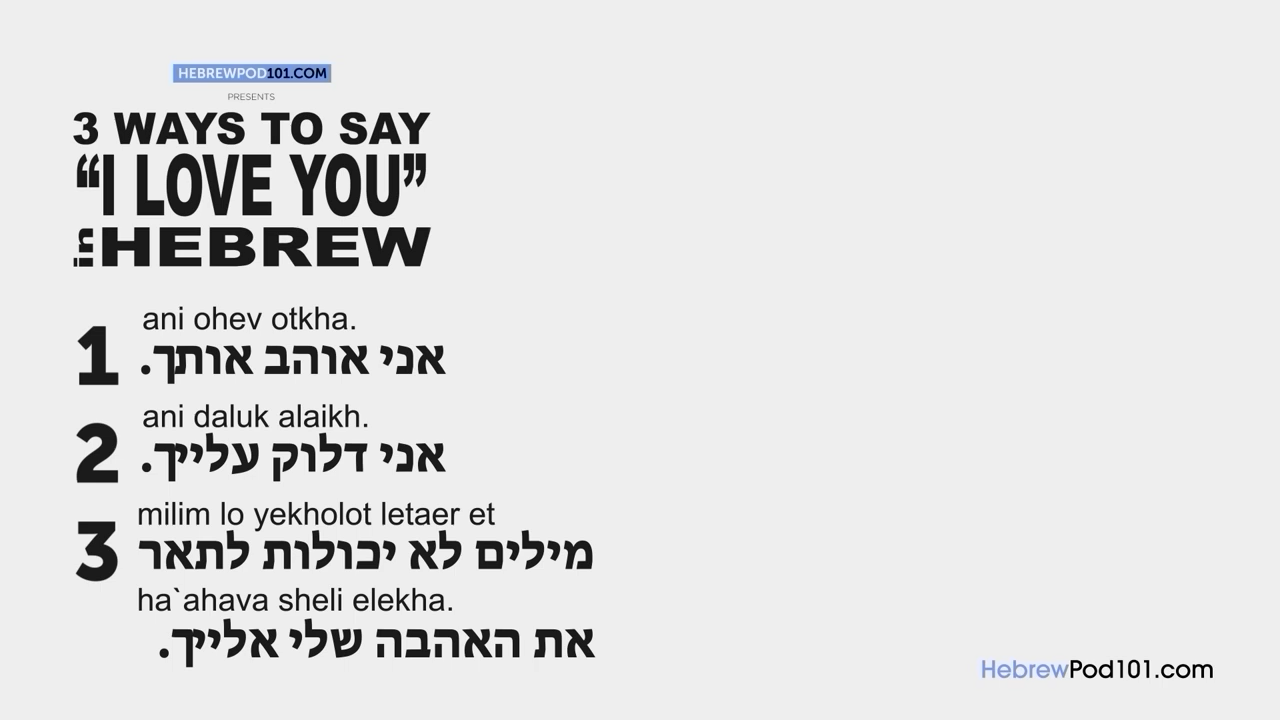 HEBREWPOD101.COM
PRESENTS
3 WAYS TO SAY
“I LOVE YOU”
in HEBREW
1
ani ohev otkha.
אני אוהב אותך.
2
ani daluk alaikh.
אני דלוק עלייך.
3
milim lo yekholot letaer et
מילים לא יכולות לתאר
ha`ahava sheli elekha.
את האהבה שלי אלייך.
HebrewPod101.com